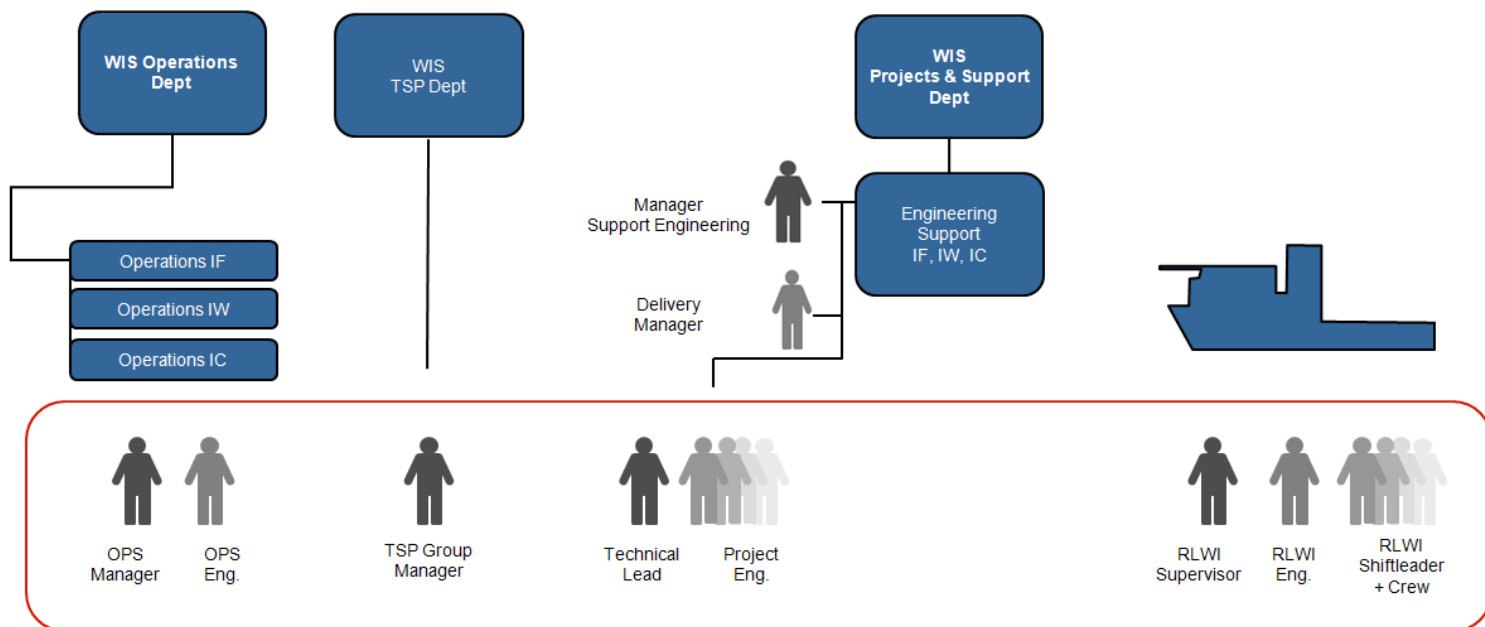 WIS Operations
Dept
WIS
TSP Dept
WIS
Projects & Support
Dept
Manager
Support Engineering
Engineering
Support
IF, IW, IC
Operations IF
Operations IW
Operations IC
Delivery
Manager
OPS
Manager
OPS
Eng.
TSP Group
Manager
Technical
Lead
Project
Eng.
RLWI
Supervisor
RLWI
Eng.
RLWI
Shiftleader
+ Crew